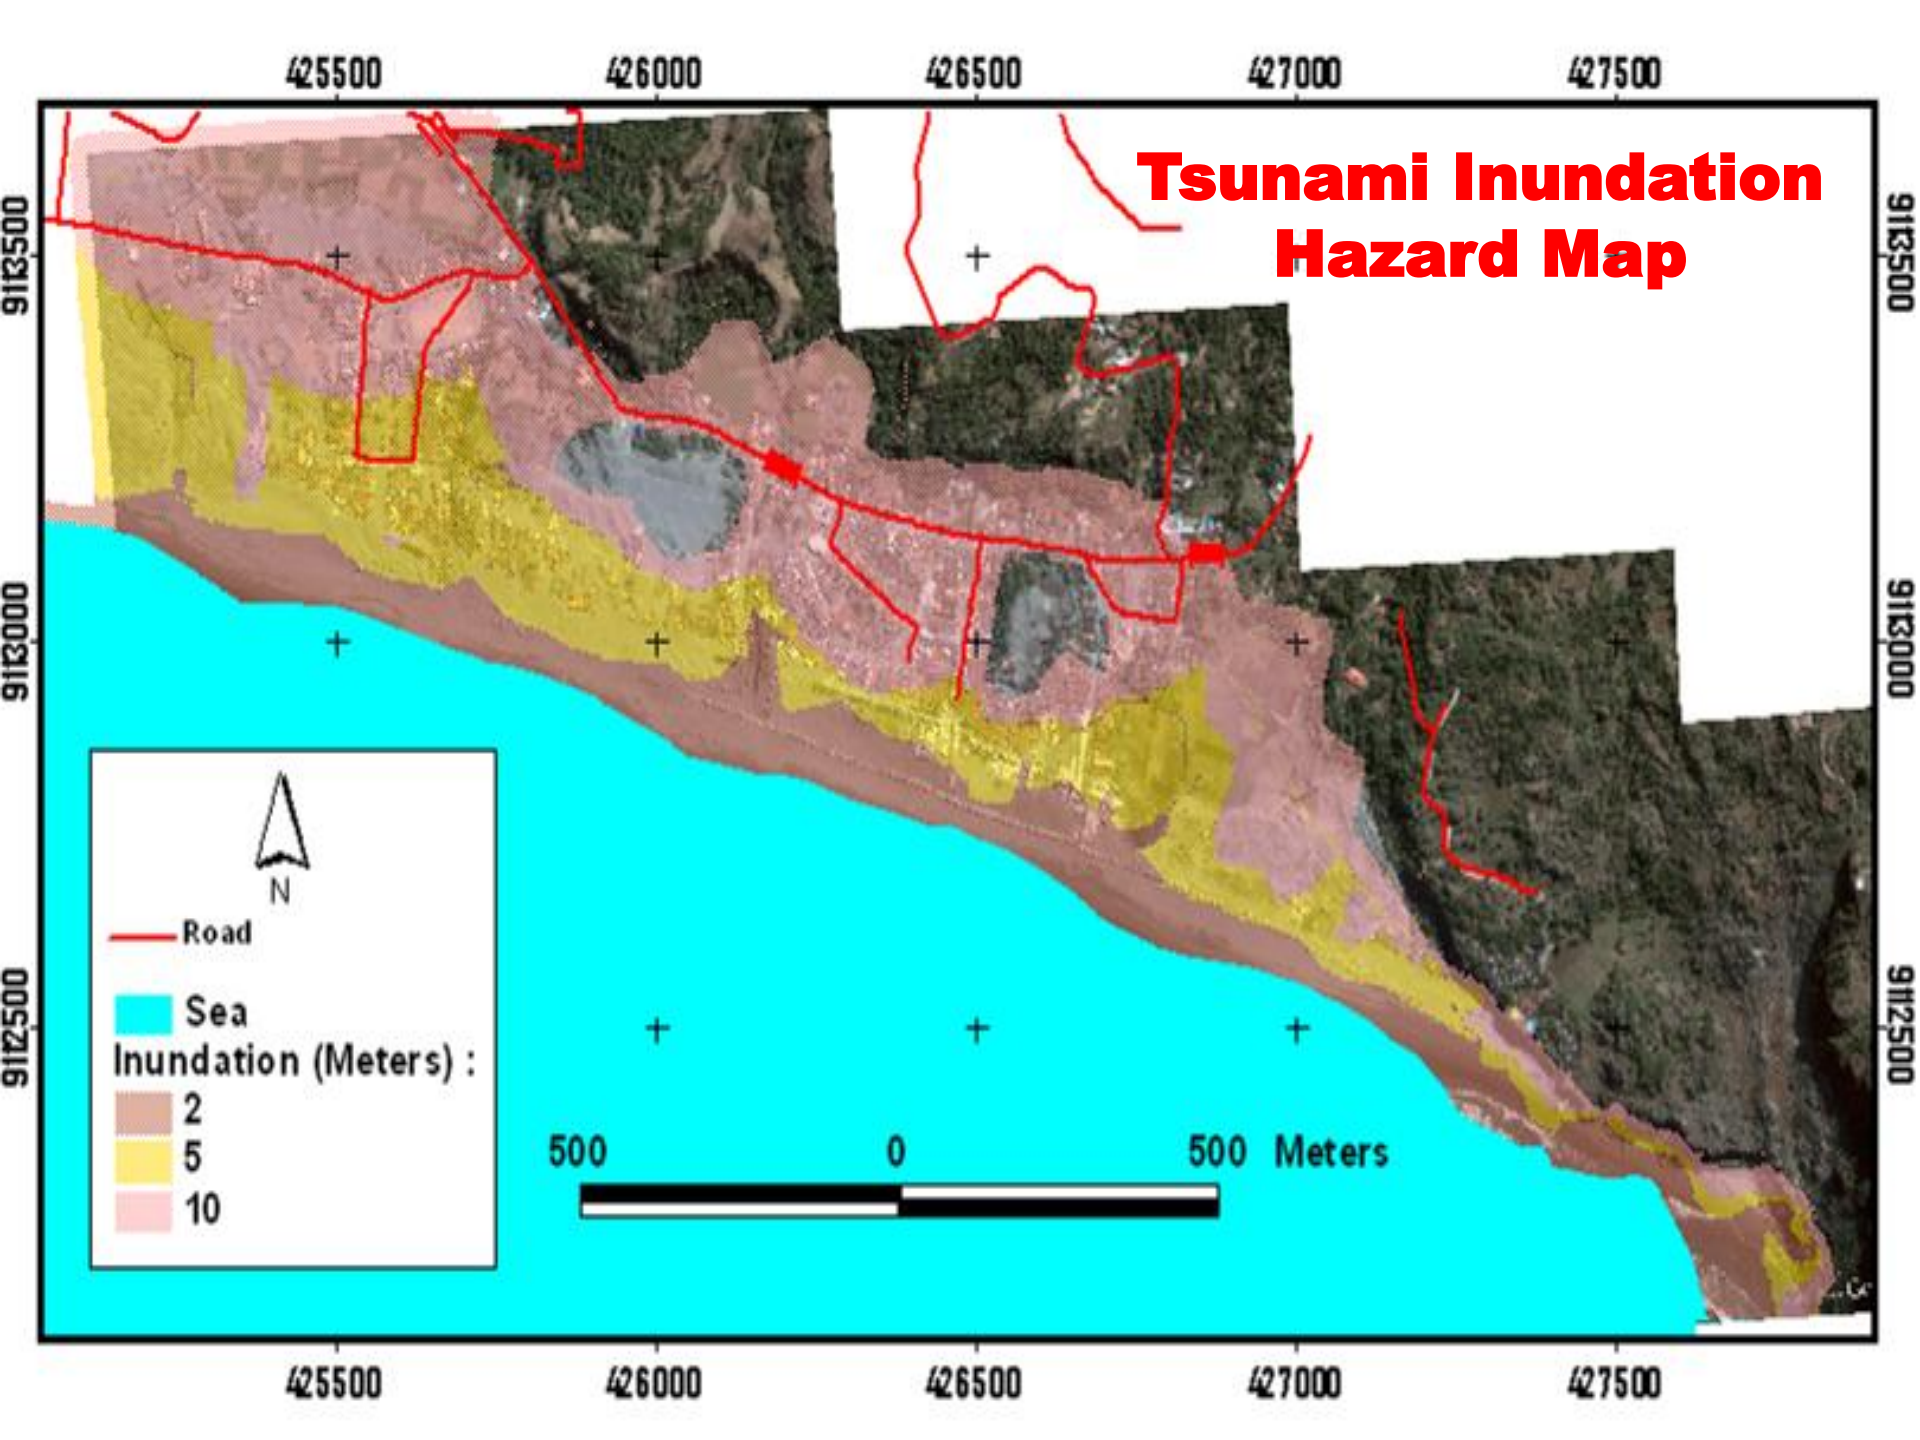 425500 426000 426500 427000 427500
Tsunami Inundation
Hazard Map
9113500 9113500
9113000 9113000
9112500 9112500
N
Road
Sea
Inundation (Meters) :
2
5
10
500 0 500 Meters
425500 426000 426500 427000 427500